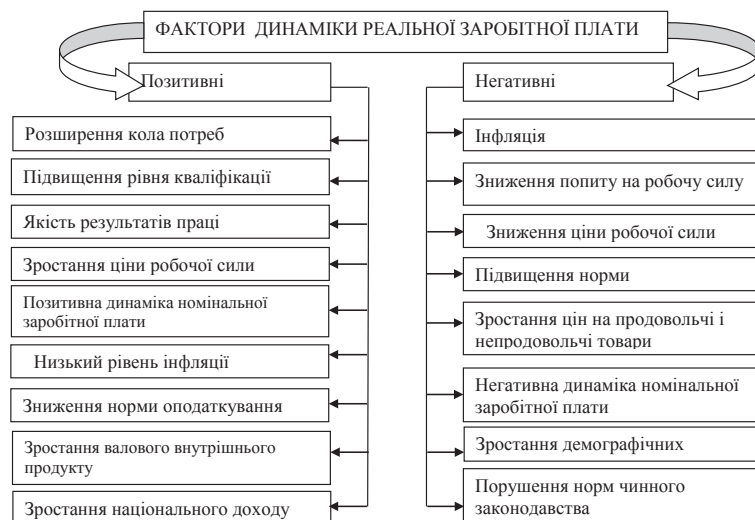 ФАКТОРИ ДИНАМІКИ РЕАЛЬНОЇ ЗАРОБІТНОЇ ПЛАТИ
Позитивні
Розширення кола потреб
Підвищення рівня кваліфікації
Якість результатів праці
Зростання ціни робочої сили
Позитивна динаміка номінальної
заробітної плати
Низький рівень інфляції
Зниження норми оподаткування
Зростання валового внутрішнього
продукту
Зростання національного доходу
Негативні
Інфляція
Зниження попиту на робочу силу
Зниження ціни робочої сили
Підвищення норми
Зростання цін на продовольчі і
непродовольчі товари
Негативна динаміка номінальної
заробітної плати
Зростання демографічних
Порушення норм чинного
законодавства